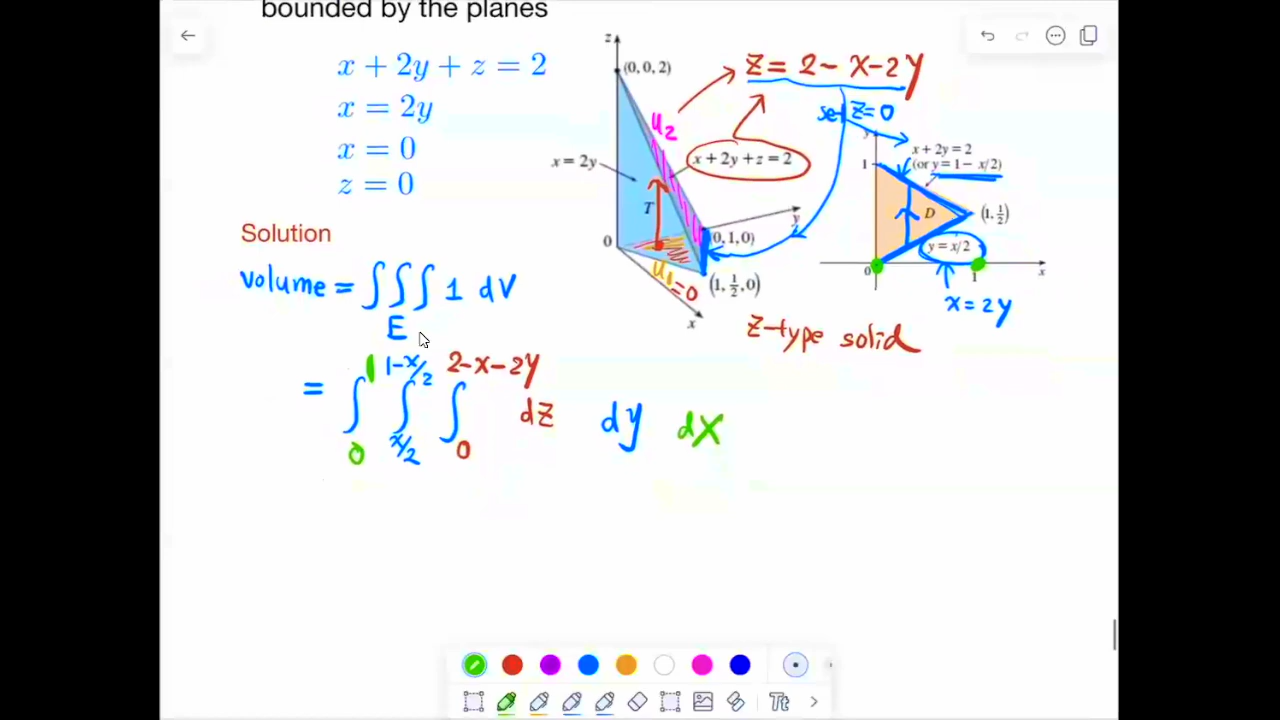 bounded by the planes
x + 2y + z = 2
x = 2y
x = 0
z = 0
z
(0, 0, 2)
u₂
x = 2y
x + 2y + z = 2
T
0
y
(0, 1, 0)
u₁=0
(1, 1/2, 0)
x
z = 2 - x - 2y
set z = 0
y
x + 2y = 2
(or y = 1 - x/2)
1
D
(1, 1/2)
y = x/2
0
1
x
x = 2y
z-type solid
Solution
volume = ∫∫∫ 1 dV
E
= ∫₀¹ ∫_{x/2}^{1-x/2} ∫₀^{2-x-2y} dz dy dx
Tt